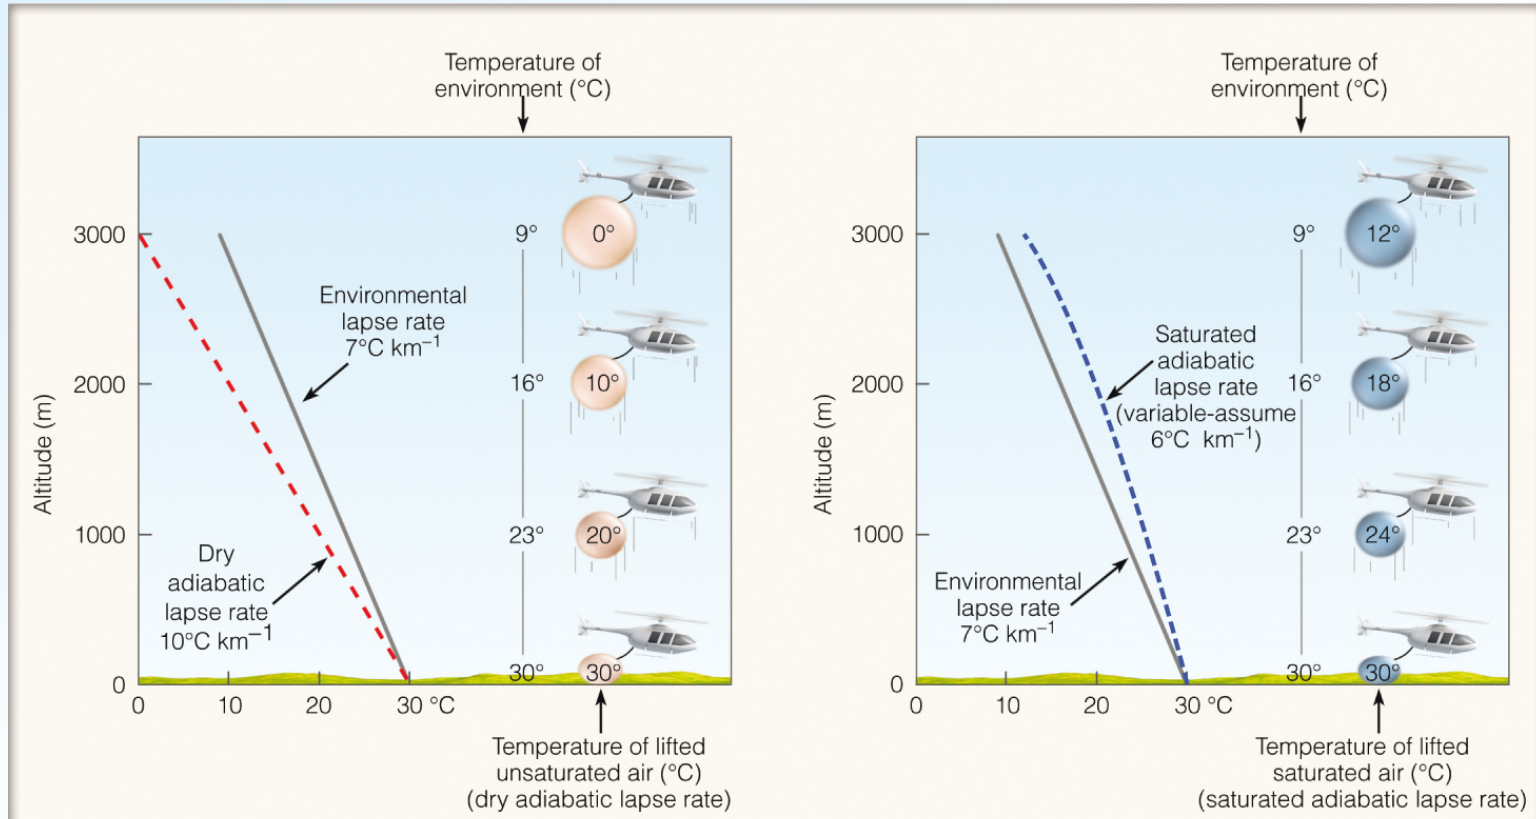 Temperature of
environment (°C)
3000
2000
1000
0
Altitude (m)
0 10 20 30 °C
Environmental
lapse rate
7°C km⁻¹
Dry
adiabatic
lapse rate
10°C km⁻¹
9° 0°
16° 10°
23° 20°
30° 30°
Temperature of lifted
unsaturated air (°C)
(dry adiabatic lapse rate)
Temperature of
environment (°C)
3000
2000
1000
0
Altitude (m)
0 10 20 30 °C
Saturated
adiabatic
lapse rate
(variable-assume
6°C km⁻¹)
Environmental
lapse rate
7°C km⁻¹
9° 12°
16° 18°
23° 24°
30° 30°
Temperature of lifted
saturated air (°C)
(saturated adiabatic lapse rate)